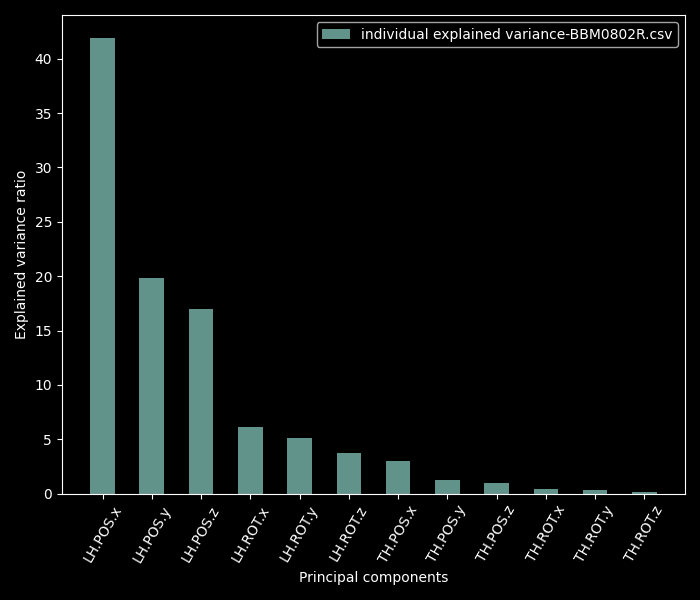 individual explained variance-BBM0802R.csv
Explained variance ratio
40
35
30
25
20
15
10
5
0
LH.POS.x
LH.POS.y
LH.POS.z
LH.ROT.x
LH.ROT.y
LH.ROT.z
TH.POS.x
TH.POS.y
TH.POS.z
TH.ROT.x
TH.ROT.y
TH.ROT.z
Principal components